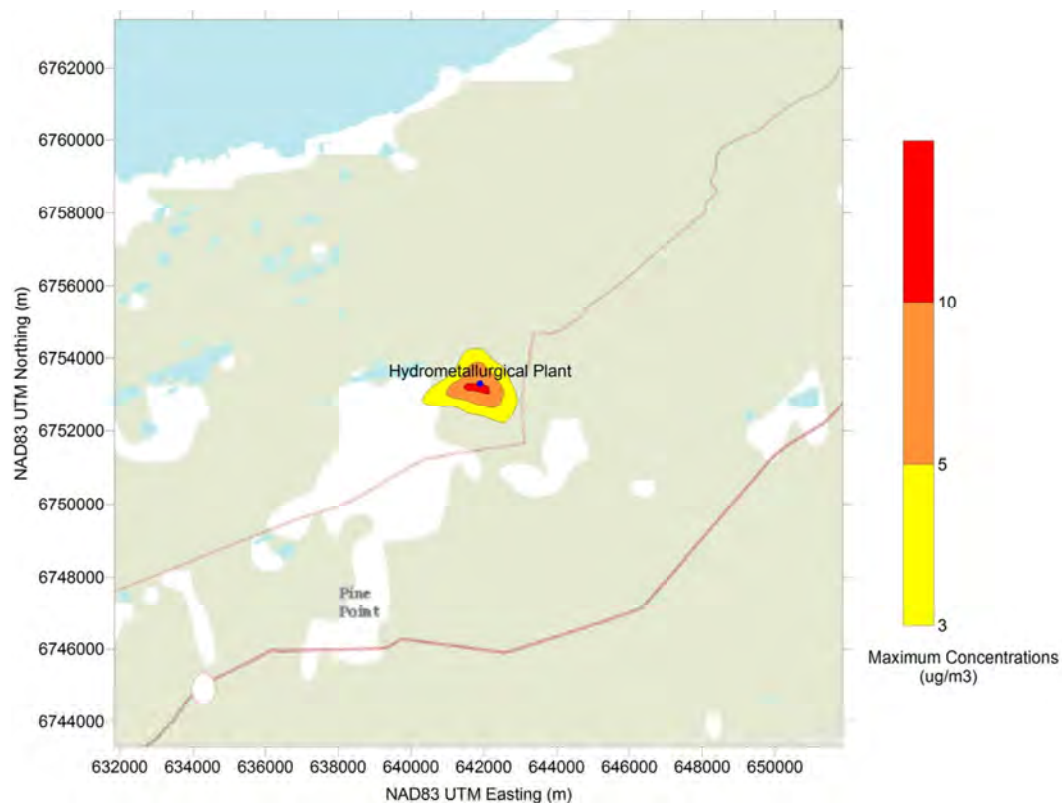 6762000
6760000
6758000
6756000
6754000
6752000
6750000
6748000
6746000
6744000
NAD83 UTM Northing (m)
Hydrometallurgical Plant
Pine
Point
632000 634000 636000 638000 640000 642000 644000 646000 648000 650000
NAD83 UTM Easting (m)
10
5
3
Maximum Concentrations
(ug/m3)